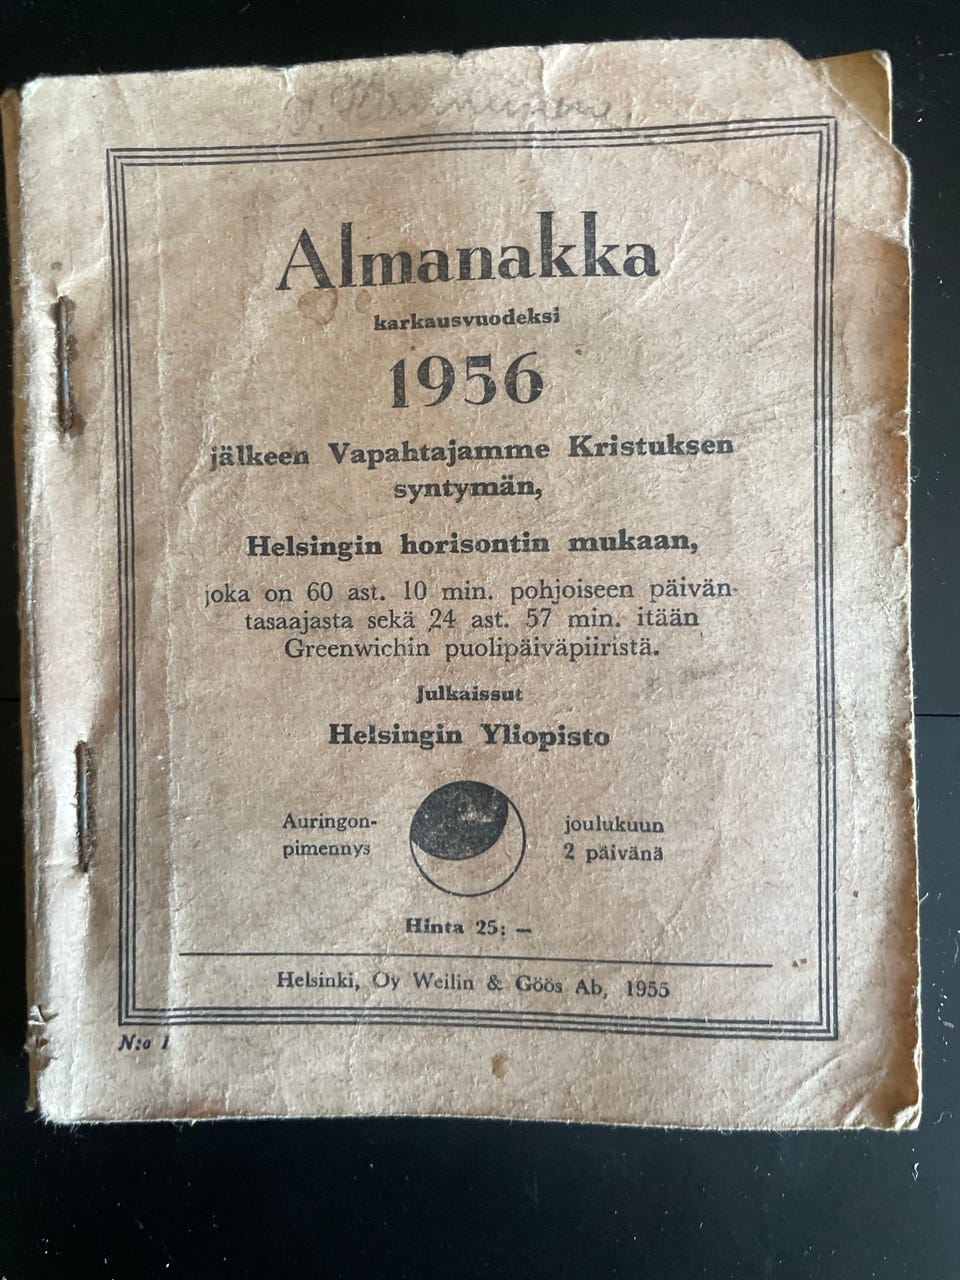 Almanakka
karkausvuodeksi
1956
jälkeen Vapahtajamme Kristuksen
syntymän,
Helsingin horisontin mukaan,
joka on 60 ast. 10 min. pohjoiseen päivän-
tasaajasta sekä 24 ast. 57 min. itään
Greenwichin puolipäiväpiiristä.
Julkaissut
Helsingin Yliopisto
Auringon-
pimennys
joulukuun
2 päivänä
Hinta 25: —
Helsinki, Oy Weilin & Göös Ab, 1955
N:o 1